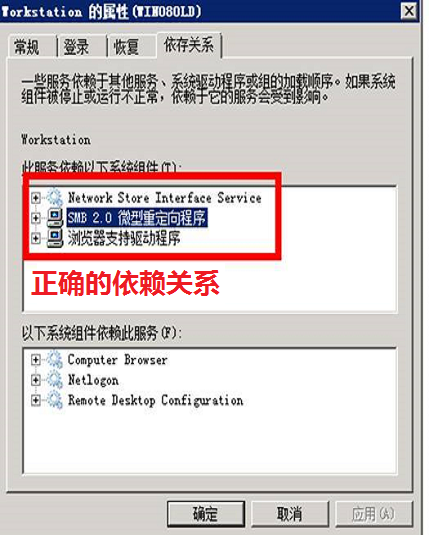 Workstation 的属性(WIN080LD)
常规 登录 恢复 依存关系
一些服务依赖于其他服务、系统驱动程序或组的加载顺序。如果系统
组件被停止或运行不正常，依赖于它的服务会受到影响。
Workstation
此服务依赖以下系统组件(T):
Network Store Interface Service
SMB 2.0 微型重定向程序
浏览器支持驱动程序
正确的依赖关系
以下系统组件依赖此服务(F):
Computer Browser
Netlogon
Remote Desktop Configuration
确定 取消 应用(A)